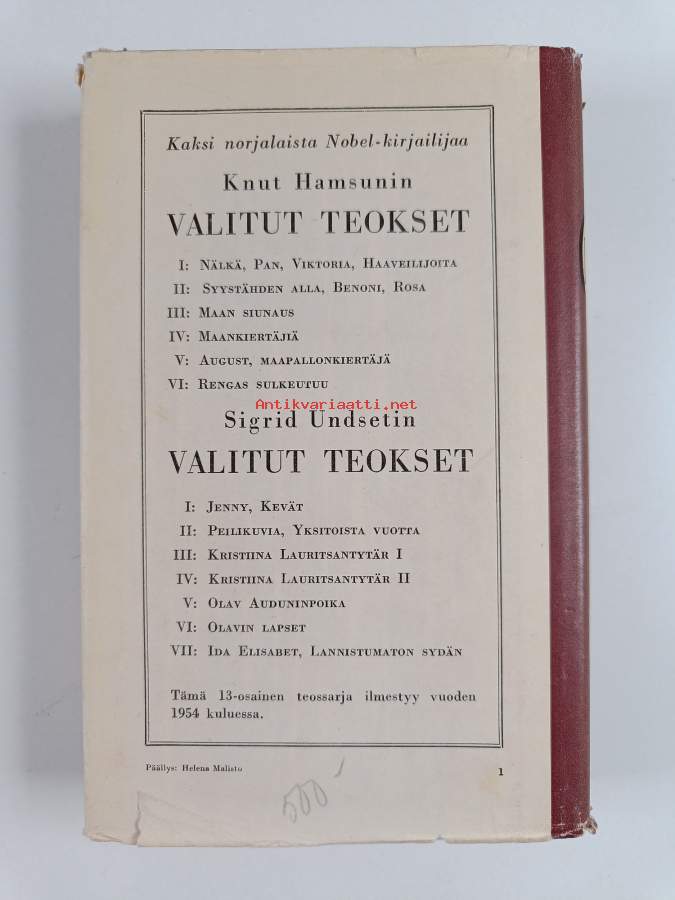 Kaksi norjalaista Nobel-kirjailijaa
Knut Hamsunin
VALITUT TEOKSET
I: Nälkä, Pan, Viktoria, Haaveilijoita
II: Syystähden alla, Benoni, Rosa
III: Maan siunaus
IV: Maankiertäjiä
V: August, maapallonkiertäjä
VI: Rengas sulkeutuu
Antikvariaatti.net
Sigrid Undsetin
VALITUT TEOKSET
I: Jenny, Kevät
II: Peilikuvia, Yksitoista vuotta
III: Kristiina Lauritsantytär I
IV: Kristiina Lauritsantytär II
V: Olav Auduninpoika
VI: Olavin lapset
VII: Ida Elisabet, Lannistumaton sydän
Tämä 13-osainen teossarja ilmestyy vuoden
1954 kuluessa.
Päällys: Helena Malisto
1
500